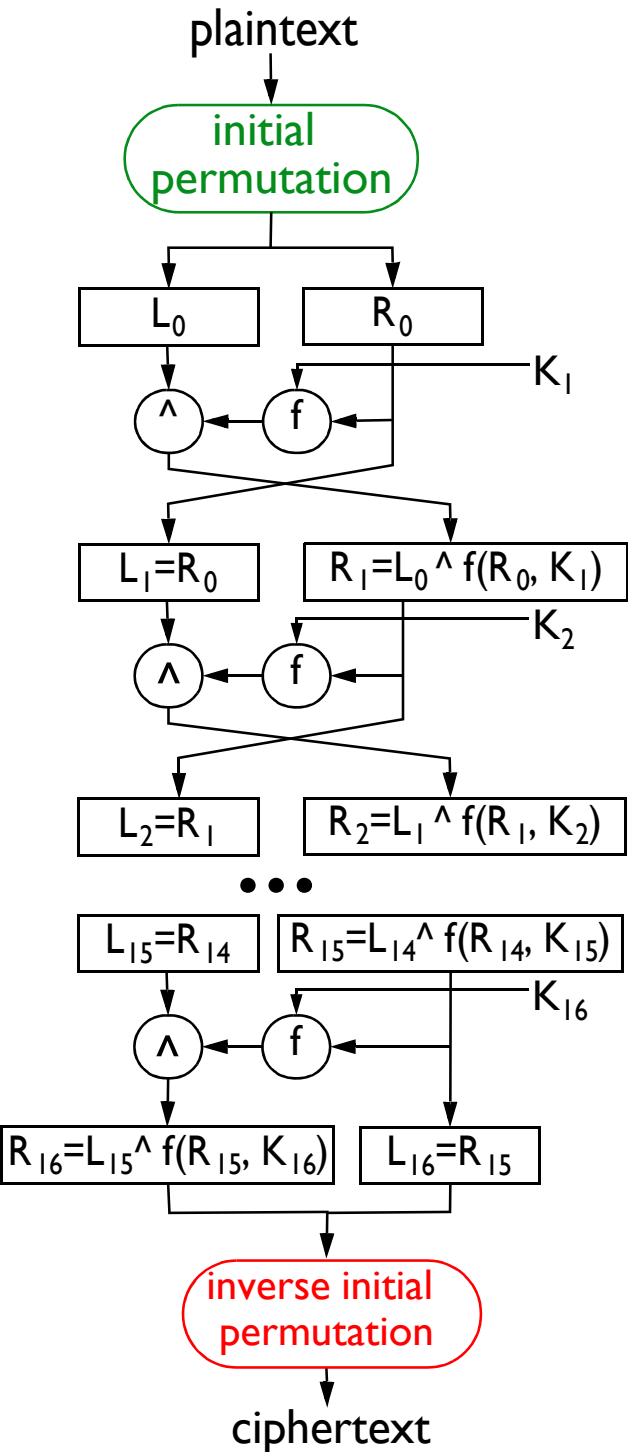 plaintext
initial
permutation
L₀
R₀
K₁
^
f
L₁=R₀
R₁=L₀ ^ f(R₀, K₁)
K₂
^
f
L₂=R₁
R₂=L₁ ^ f(R₁, K₂)
•••
L₁₅=R₁₄
R₁₅=L₁₄^ f(R₁₄, K₁₅)
K₁₆
^
f
R₁₆=L₁₅^ f(R₁₅, K₁₆)
L₁₆=R₁₅
inverse initial
permutation
ciphertext